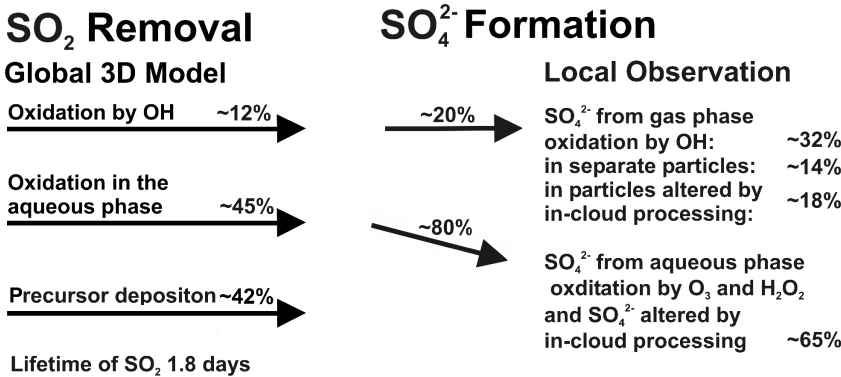 SO₂ Removal
Global 3D Model
Oxidation by OH ~12%
Oxidation in the
aqueous phase ~45%
Precursor depositon ~42%
Lifetime of SO₂ 1.8 days
SO₄²⁻ Formation
~20%
~80%
Local Observation
SO₄²⁻ from gas phase
oxidation by OH: ~32%
in separate particles: ~14%
in particles altered by
in-cloud processing: ~18%
SO₄²⁻ from aqueous phase
oxditation by O₃ and H₂O₂
and SO₄²⁻ altered by
in-cloud processing ~65%